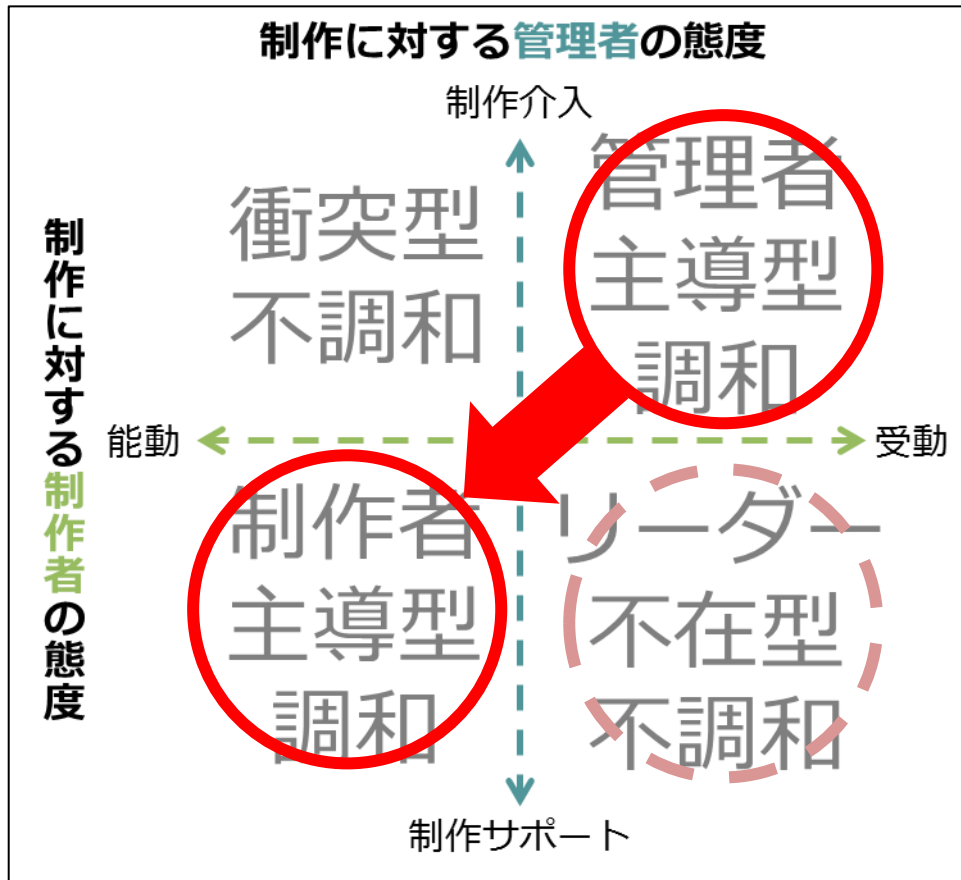 制作に対する管理者の態度
制作介入
衝突型
不調和
管理者
主導型
調和
制作に対する制作者の態度
能動
受動
制作者
主導型
調和
リーダー
不在型
不調和
制作サポート